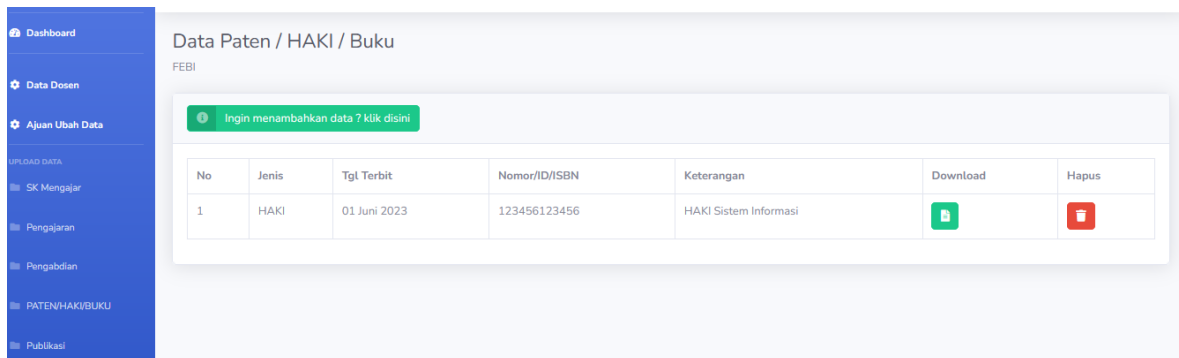 Dashboard
Data Dosen
Ajuan Ubah Data
UPLOAD DATA
SK Mengajar
Pengajaran
Pengabdian
PATEN/HAKI/BUKU
Publikasi
Data Paten / HAKI / Buku
FEBI
Ingin menambahkan data ? klik disini
No Jenis Tgl Terbit Nomor/ID/ISBN Keterangan Download Hapus
1 HAKI 01 Juni 2023 123456123456 HAKI Sistem Informasi